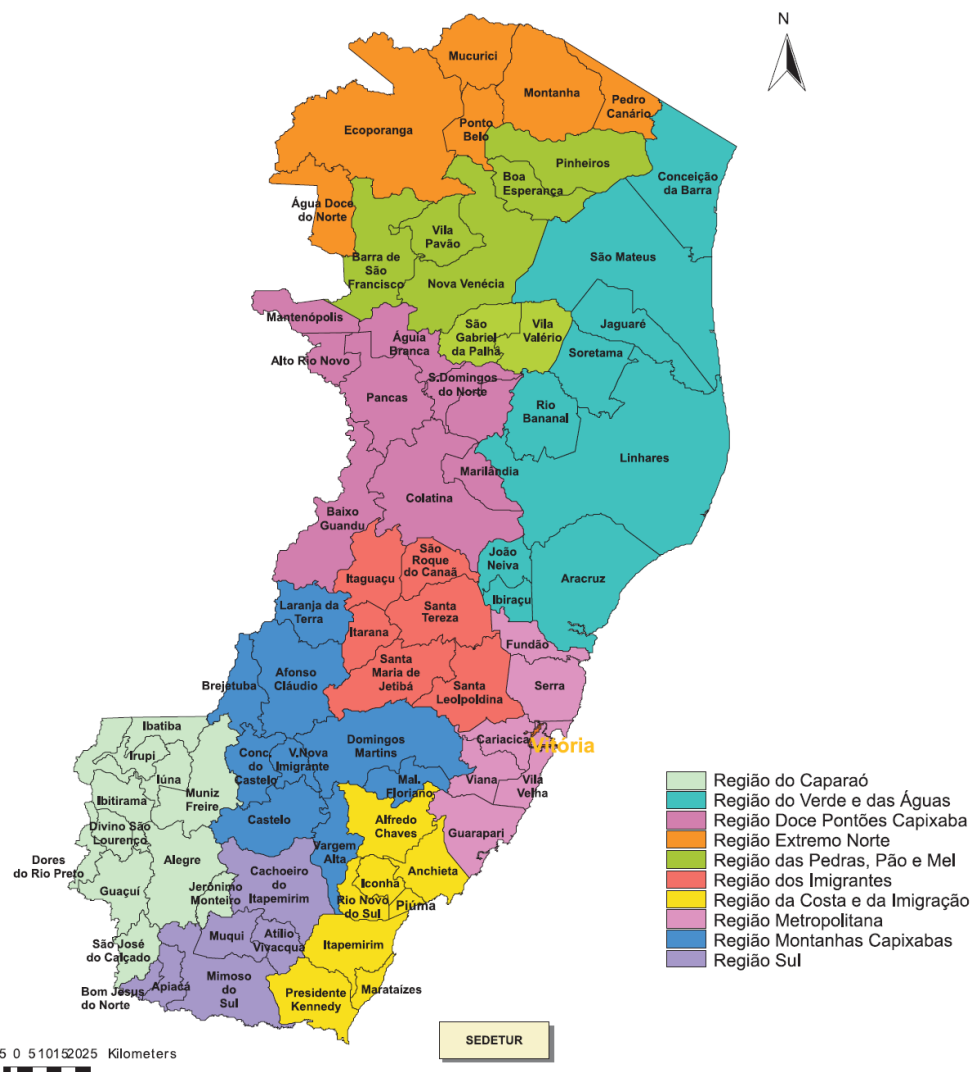 N
Mucurici
Montanha
Pedro
Canário
Ecoporanga
Ponto
Belo
Pinheiros
Boa
Esperança
Conceição
da Barra
Água Doce
do Norte
Vila
Pavão
São Mateus
Barra de
São
Francisco
Nova Venécia
Mantenópolis
Águia
Branca
São
Gabriel
da Palha
Vila
Valério
Jaguaré
Soretama
Alto Rio Novo
S.Domingos
do Norte
Pancas
Rio
Bananal
Linhares
Marilândia
Colatina
Baixo
Guandu
São
Roque
do Canaã
João
Neiva
Itaguaçu
Aracruz
Ibiraçu
Laranja da
Terra
Santa
Tereza
Itarana
Fundão
Santa
Maria de
Jetibá
Afonso
Cláudio
Brejetuba
Santa
Leolpoldina
Serra
Ibatiba
Irupi
Iúna
Conc.
do
Castelo
V.Nova
Imigrante
Domingos
Martins
Cariacica
Vitória
Viana
Vila
Velha
Mal.
Floriano
Muniz
Freire
Ibitirama
Castelo
Alfredo
Chaves
Guarapari
Divino São
Lourenço
Vargem
Alta
Dores
do Rio Preto
Alegre
Cachoeiro
do
Itapemirim
Anchieta
Iconha
Guaçuí
Jerônimo
Monteiro
Rio Novo
do Sul
Piúma
São José
do Calçado
Muqui
Atílio
Vivacqua
Itapemirim
Bom Jesus
do Norte
Apiacá
Mimoso
do
Sul
Presidente
Kennedy
Marataízes
Região do Caparaó
Região do Verde e das Águas
Região Doce Pontões Capixaba
Região Extremo Norte
Região das Pedras, Pão e Mel
Região dos Imigrantes
Região da Costa e da Imigração
Região Metropolitana
Região Montanhas Capixabas
Região Sul
SEDETUR
5 0 510152025 Kilometers